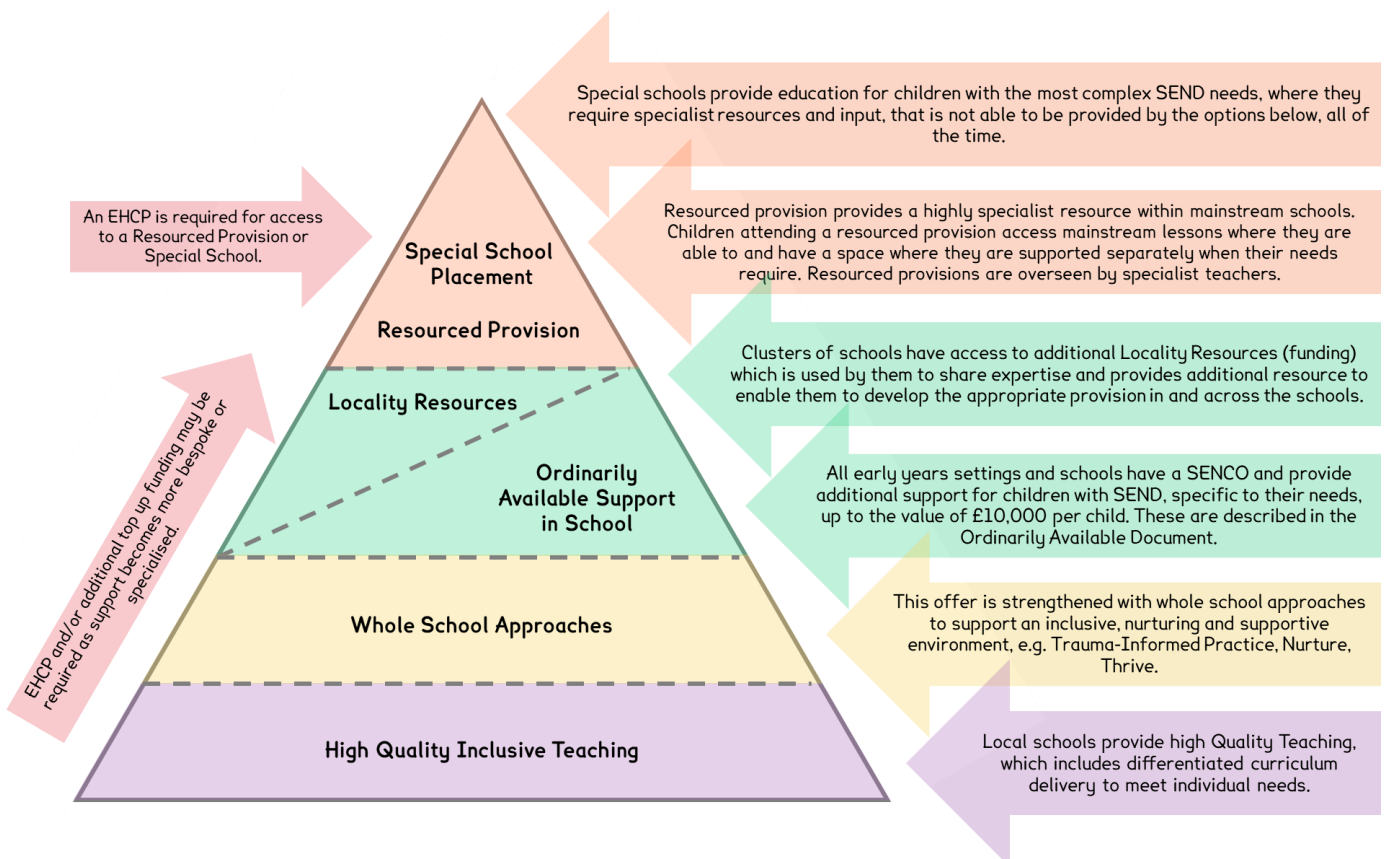 Special schools provide education for children with the most complex SEND needs, where they
require specialist resources and input, that is not able to be provided by the options below, all of
the time.
An EHCP is required for access
to a Resourced Provision or
Special School.
Resourced provision provides a highly specialist resource within mainstream schools.
Children attending a resourced provision access mainstream lessons where they are
able to and have a space where they are supported separately when their needs
require. Resourced provisions are overseen by specialist teachers.
Special School
Placement
Resourced Provision
Clusters of schools have access to additional Locality Resources (funding)
which is used by them to share expertise and provides additional resource to
enable them to develop the appropriate provision in and across the schools.
Locality Resources
Ordinarily
Available Support
in School
All early years settings and schools have a SENCO and provide
additional support for children with SEND, specific to their needs,
up to the value of £10,000 per child. These are described in the
Ordinarily Available Document.
EHCP and/or additional top up funding may be
required as support becomes more bespoke or
specialised.
Whole School Approaches
This offer is strengthened with whole school approaches
to support an inclusive, nurturing and supportive
environment, e.g. Trauma-Informed Practice, Nurture,
Thrive.
High Quality Inclusive Teaching
Local schools provide high Quality Teaching,
which includes differentiated curriculum
delivery to meet individual needs.